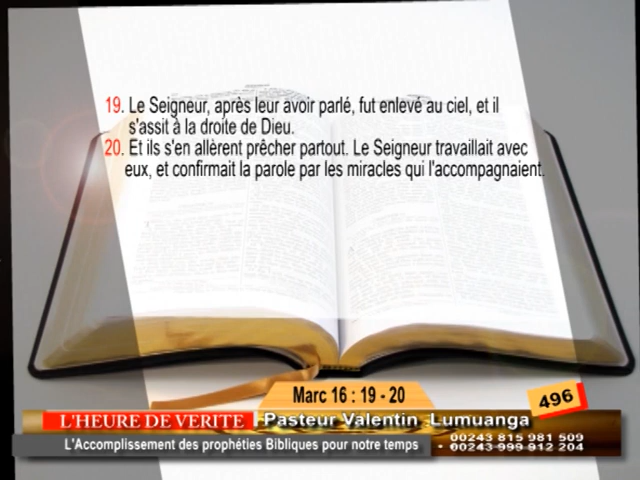 19. Le Seigneur, après leur avoir parlé, fut enlevé au ciel, et il
s'assit à la droite de Dieu.
20. Et ils s'en allèrent prêcher partout. Le Seigneur travaillait avec
eux, et confirmait la parole par les miracles qui l'accompagnaient.
Marc 16 : 19 - 20
496
L'HEURE DE VERITE Pasteur Valentin Lumuanga
L'Accomplissement des prophéties Bibliques pour notre temps
00243 815 981 509
- 00243 999 912 204